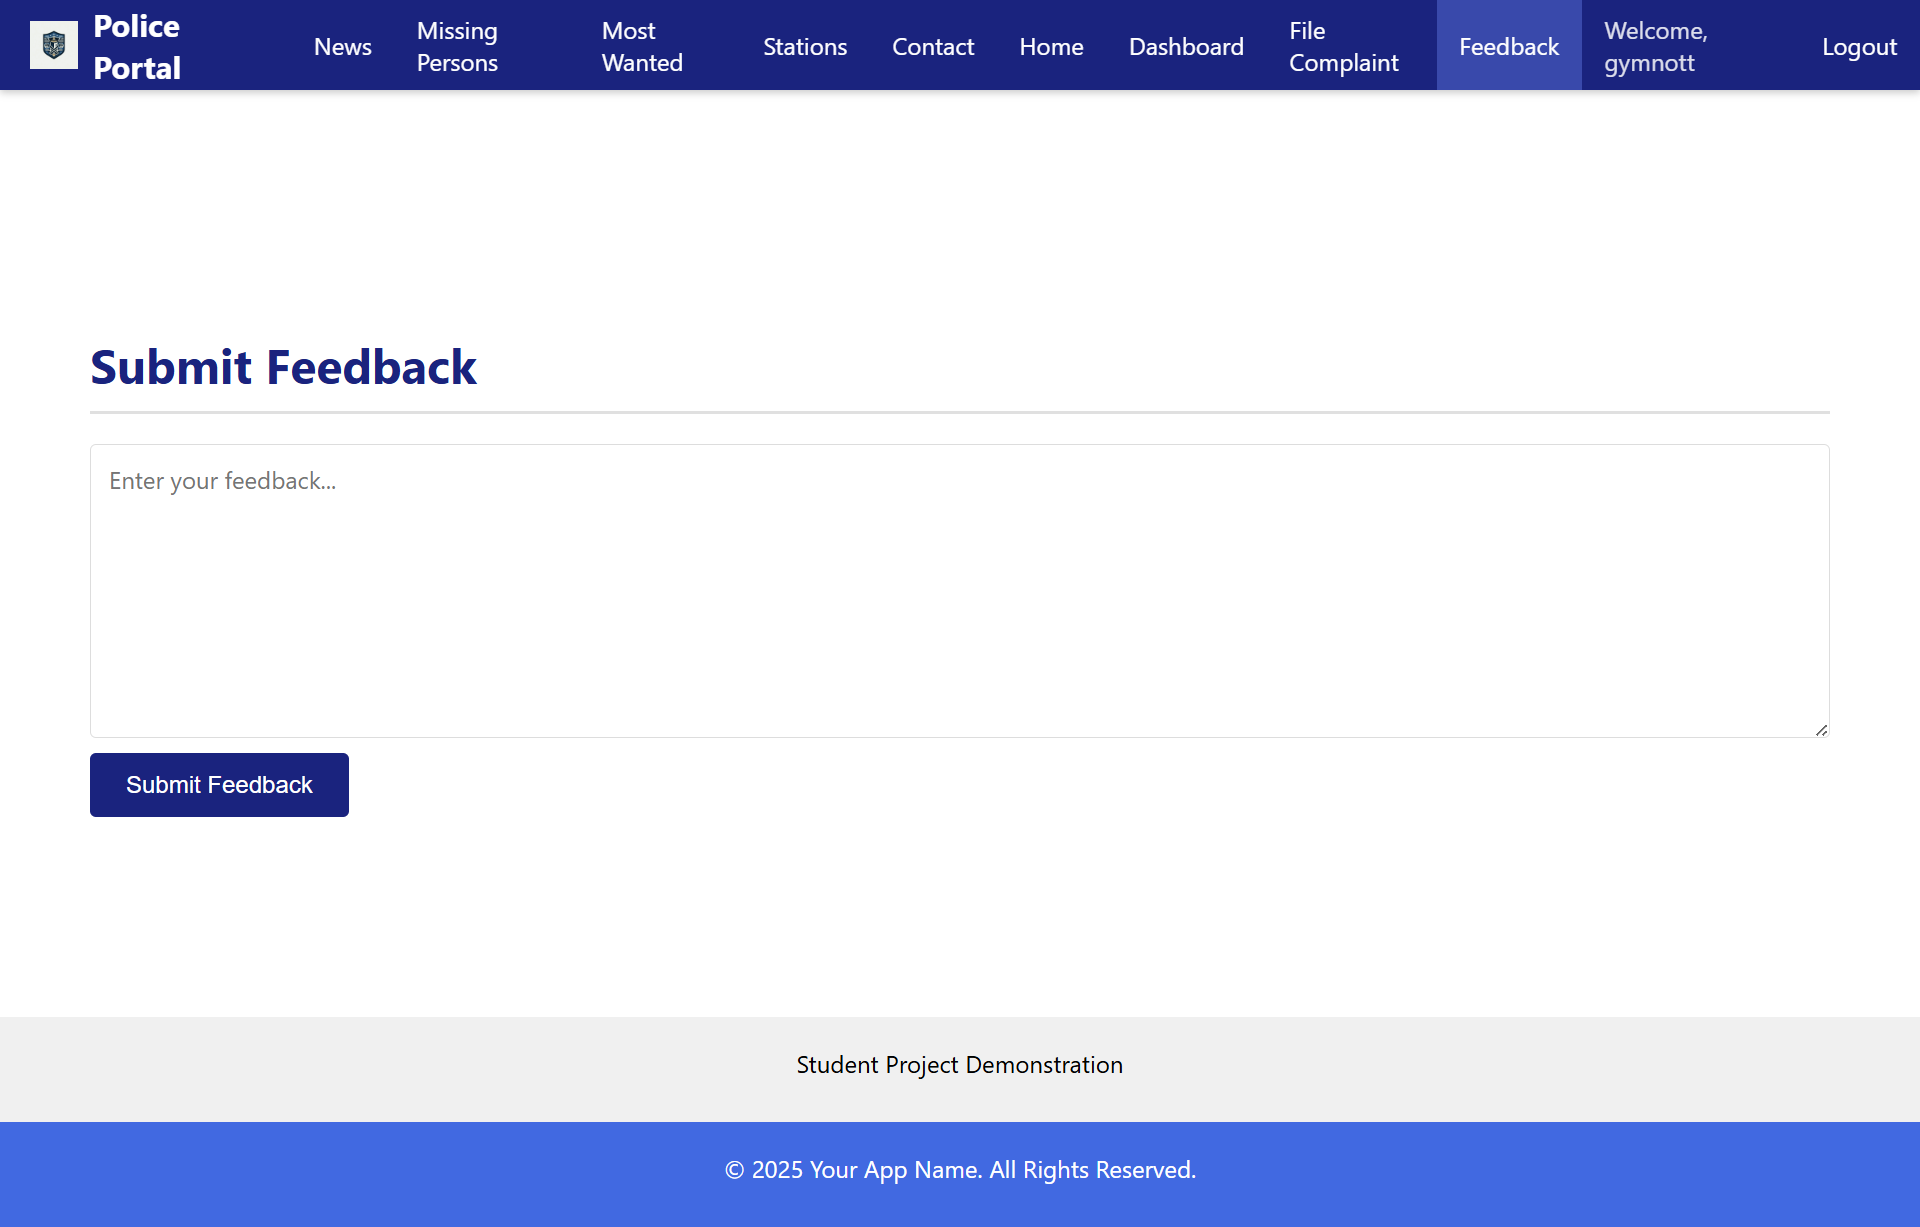 Police
Portal
News
Missing
Persons
Most
Wanted
Stations
Contact
Home
Dashboard
File
Complaint
Feedback
Welcome,
gymnott
Logout
Submit Feedback
Enter your feedback...
Submit Feedback
Student Project Demonstration
© 2025 Your App Name. All Rights Reserved.